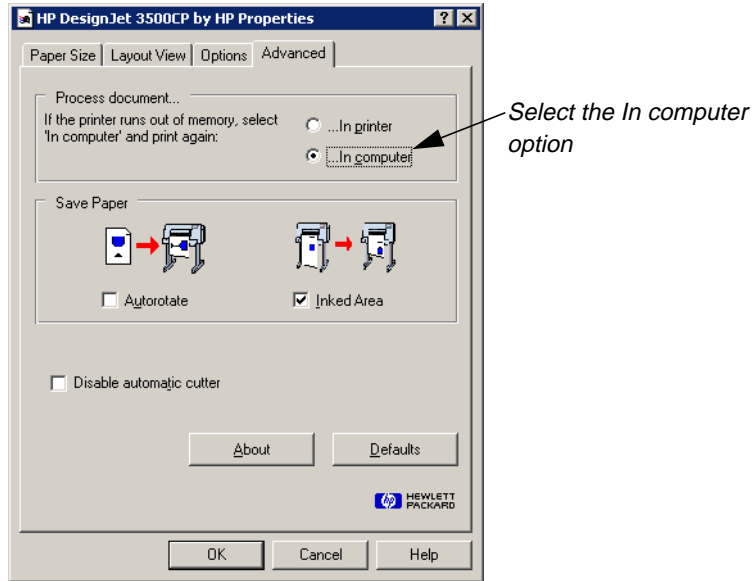 HP DesignJet 3500CP by HP Properties
Paper Size Layout View Options Advanced
Process document...
If the printer runs out of memory, select
'In computer' and print again:
...In printer
...In computer
Select the In computer
option
Save Paper
Autorotate
Inked Area
Disable automatic cutter
About
Defaults
hp HEWLETT
PACKARD
OK
Cancel
Help